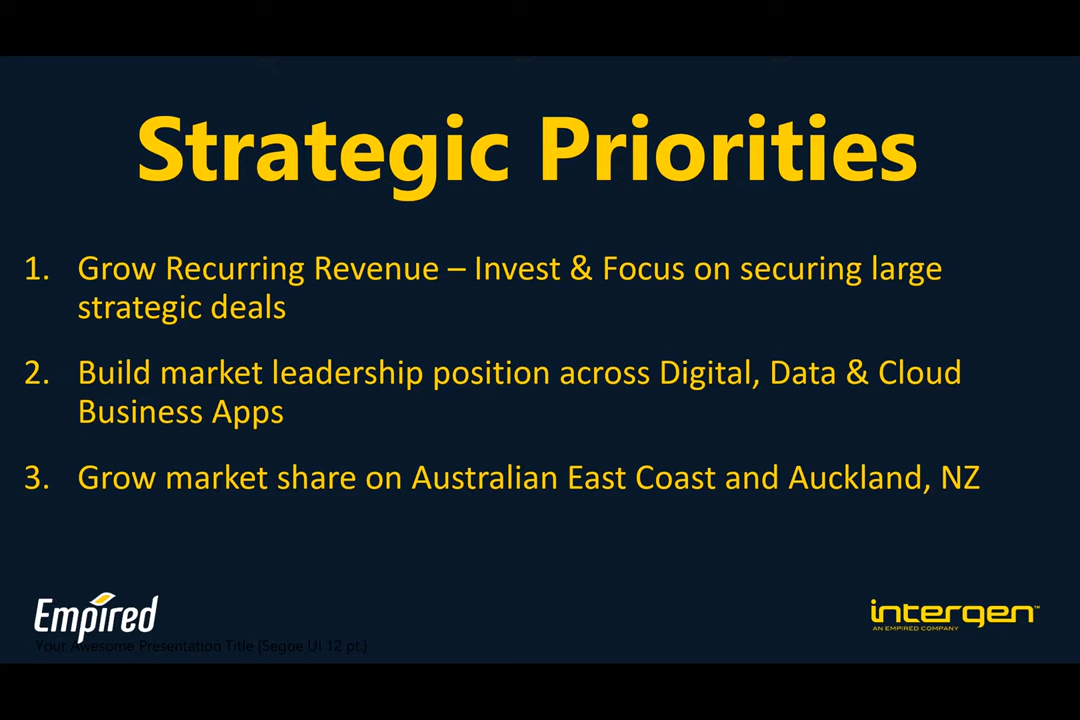 Strategic Priorities
1. Grow Recurring Revenue – Invest & Focus on securing large
strategic deals
2. Build market leadership position across Digital, Data & Cloud
Business Apps
3. Grow market share on Australian East Coast and Auckland, NZ
Empired
intergen™
AN EMPIRED COMPANY
Your Awesome Presentation Title [Segoe UI 12 pt.]